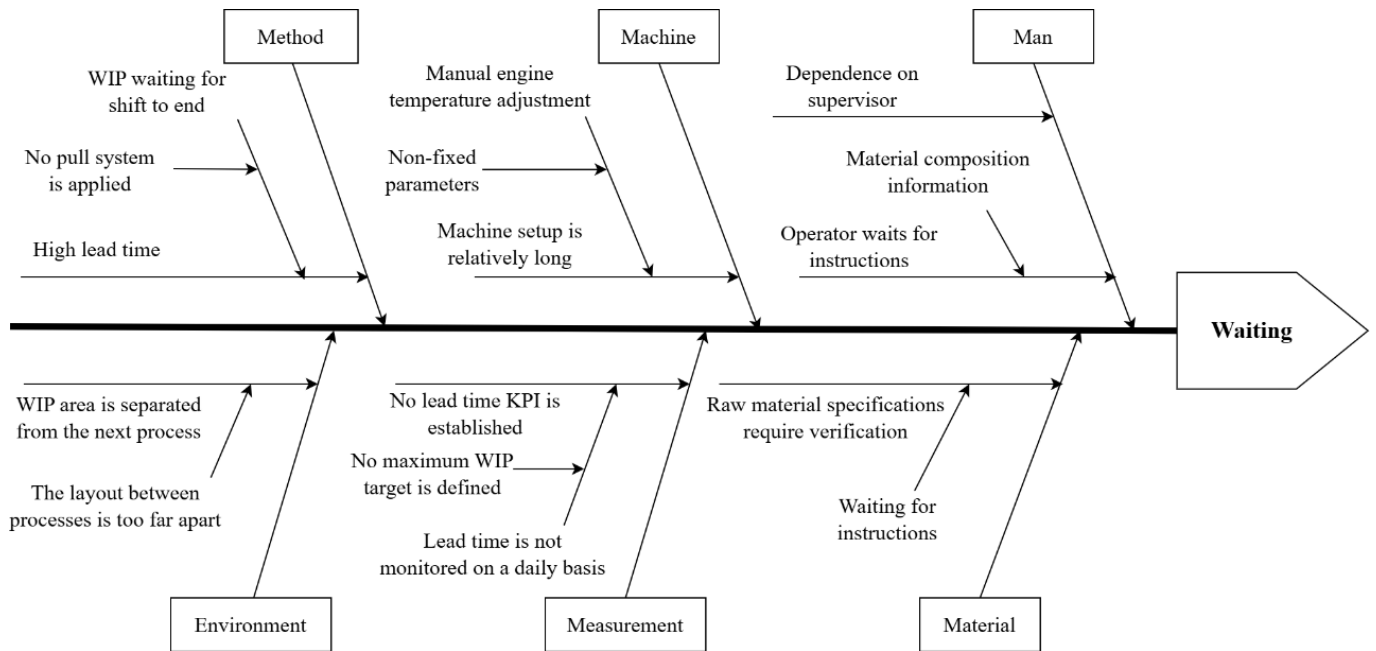 Method
Machine
Man
WIP waiting for
shift to end
No pull system
is applied
High lead time
Manual engine
temperature adjustment
Non-fixed
parameters
Machine setup is
relatively long
Dependence on
supervisor
Material composition
information
Operator waits for
instructions
Waiting
WIP area is separated
from the next process
The layout between
processes is too far apart
No lead time KPI is
established
No maximum WIP
target is defined
Lead time is not
monitored on a daily basis
Raw material specifications
require verification
Waiting for
instructions
Environment
Measurement
Material